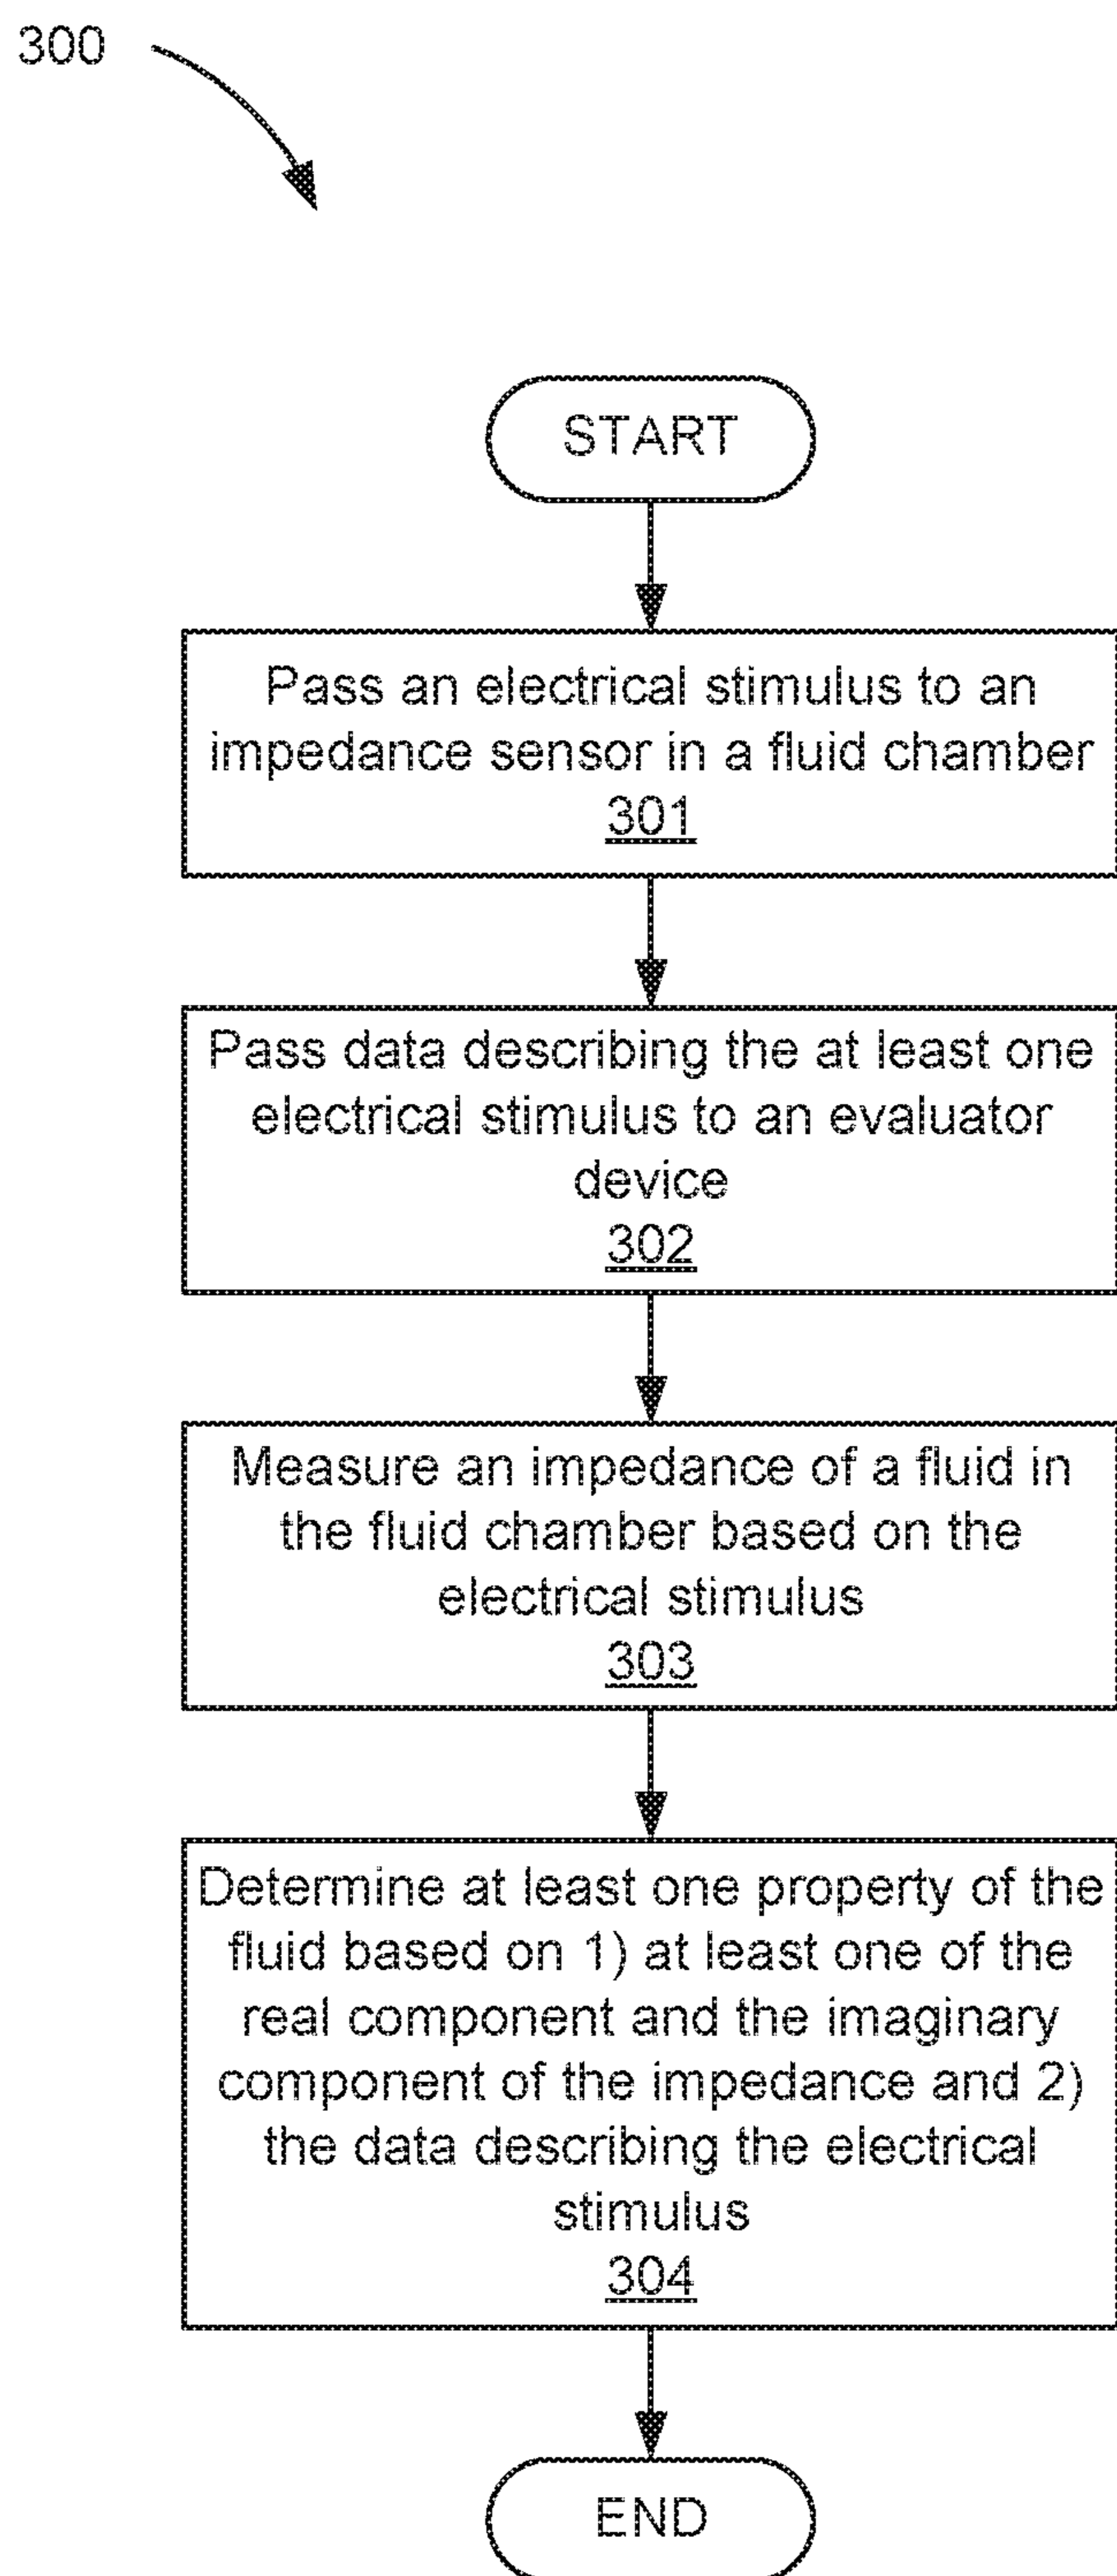 300
START
Pass an electrical stimulus to an
impedance sensor in a fluid chamber
301
Pass data describing the at least one
electrical stimulus to an evaluator
device
302
Measure an impedance of a fluid in
the fluid chamber based on the
electrical stimulus
303
Determine at least one property of the
fluid based on 1) at least one of the
real component and the imaginary
component of the impedance and 2)
the data describing the electrical
stimulus
304
END